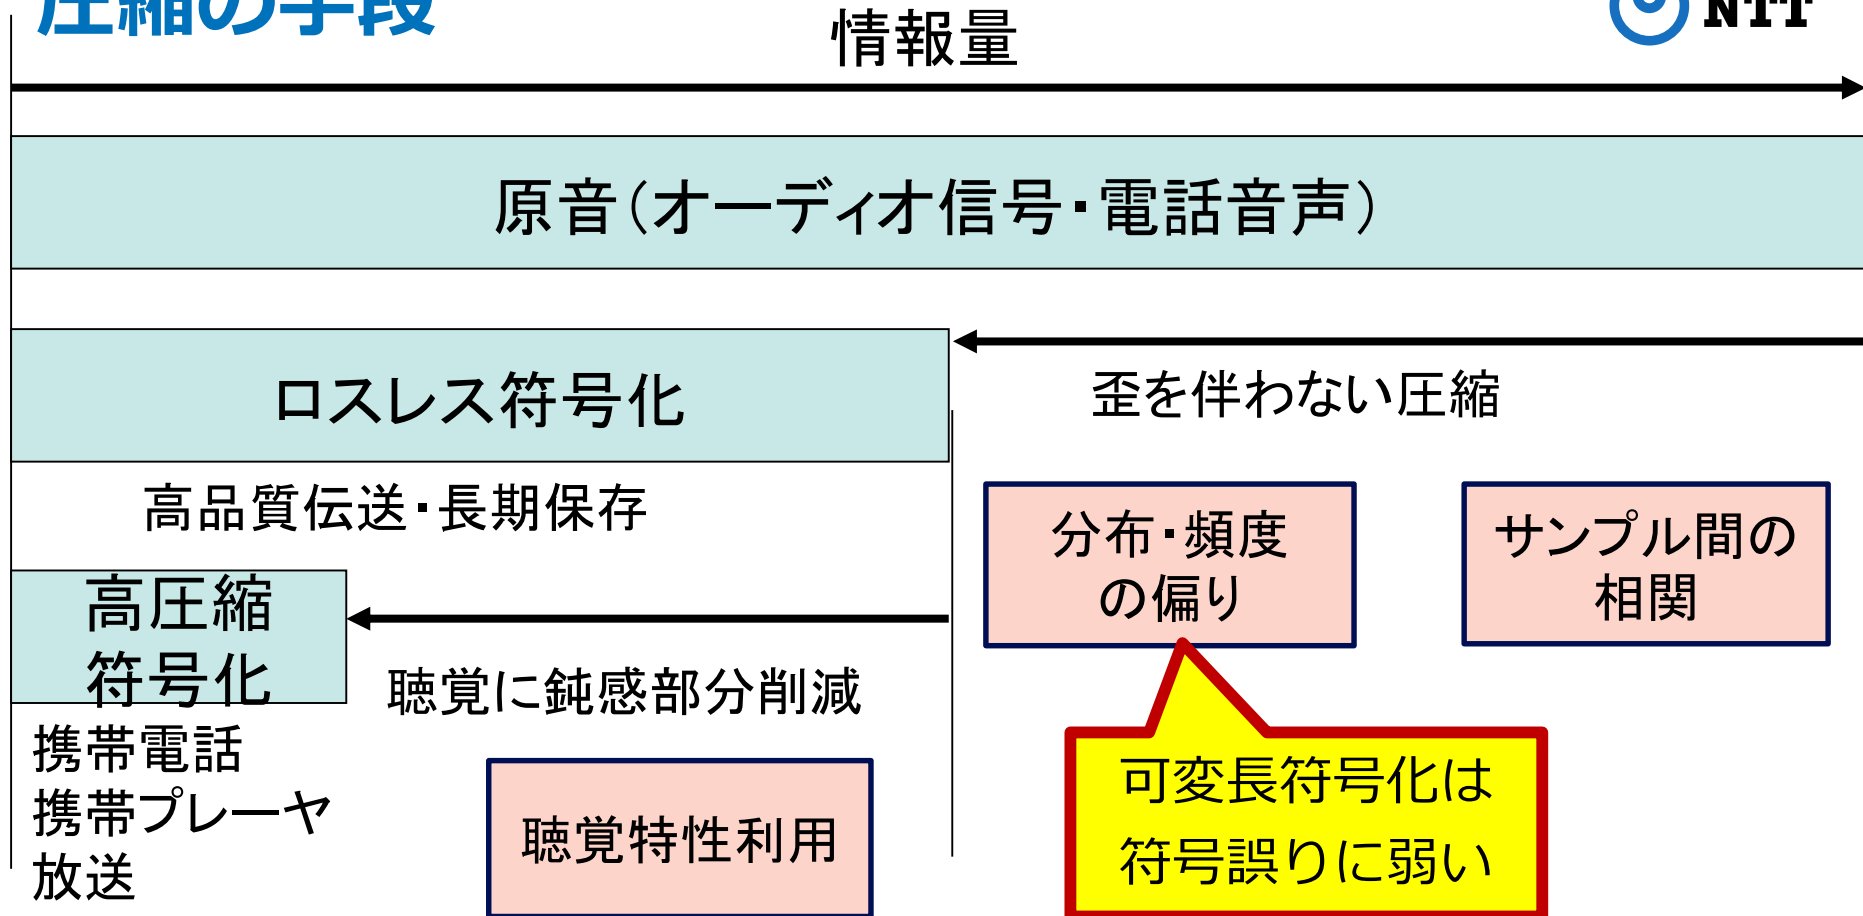 圧縮の手段
NTT
情報量
原音(オーディオ信号・電話音声)
ロスレス符号化
歪を伴わない圧縮
高品質伝送・長期保存
分布・頻度
の偏り
サンプル間の
相関
高圧縮
符号化
聴覚に鈍感部分削減
携帯電話
携帯プレーヤ
放送
聴覚特性利用
可変長符号化は
符号誤りに弱い